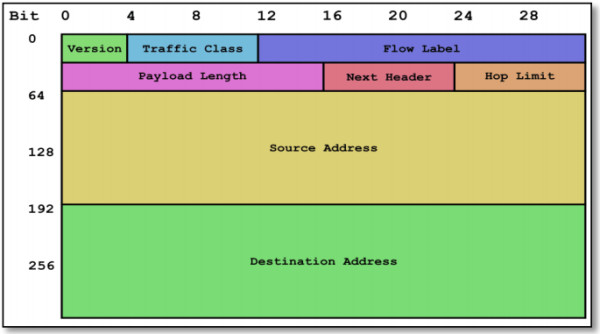 Bit 0 4 8 12 16 20 24 28
0 Version Traffic Class Flow Label
Payload Length Next Header Hop Limit
64
128 Source Address
192
256 Destination Address